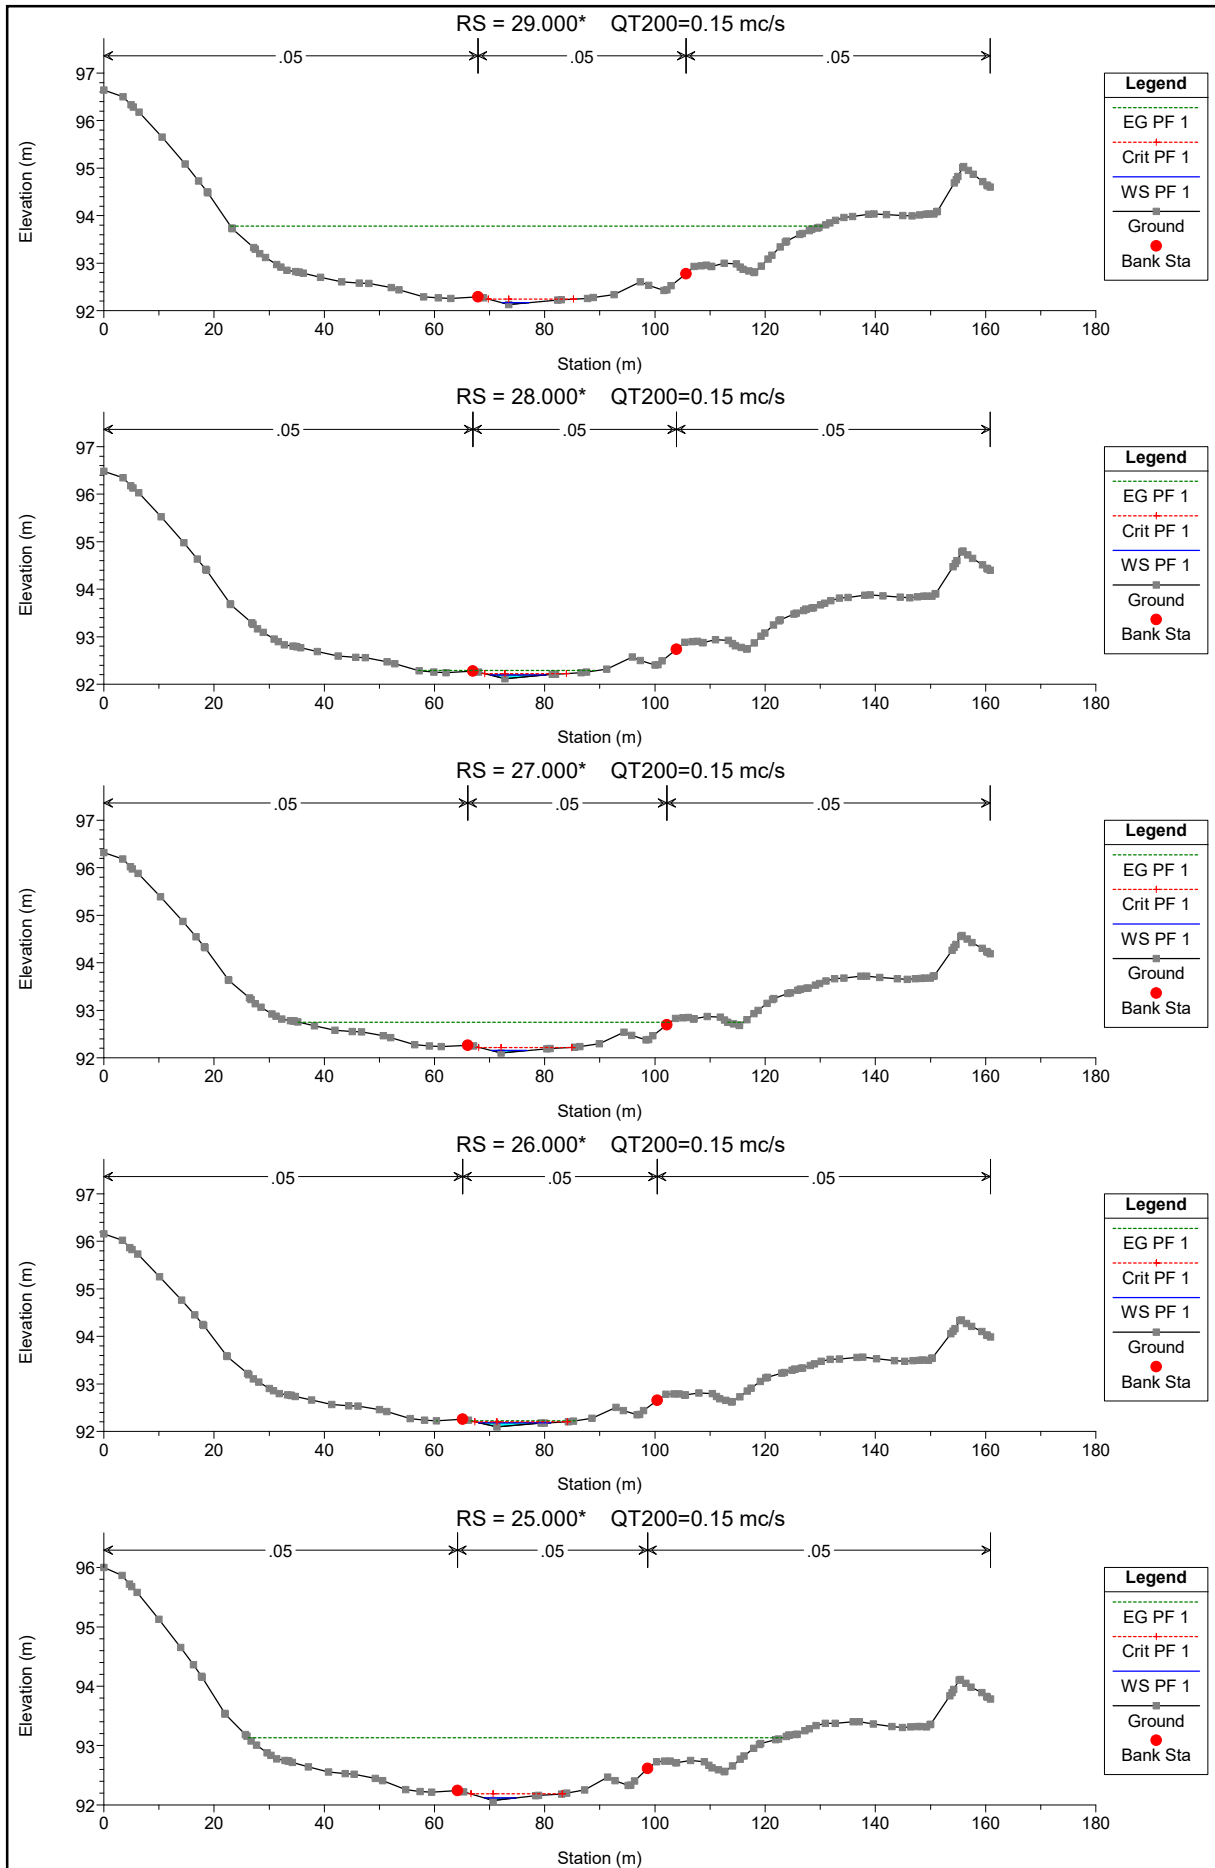 RS = 29.000* QT200=0.15 mc/s
.05 .05 .05
97
96
95
94
93
92
Elevation (m)
0 20 40 60 80 100 120 140 160 180
Station (m)
Legend
EG PF 1
Crit PF 1
WS PF 1
Ground
Bank Sta
RS = 28.000* QT200=0.15 mc/s
.05 .05 .05
97
96
95
94
93
92
Elevation (m)
0 20 40 60 80 100 120 140 160 180
Station (m)
Legend
EG PF 1
Crit PF 1
WS PF 1
Ground
Bank Sta
RS = 27.000* QT200=0.15 mc/s
.05 .05 .05
97
96
95
94
93
92
Elevation (m)
0 20 40 60 80 100 120 140 160 180
Station (m)
Legend
EG PF 1
Crit PF 1
WS PF 1
Ground
Bank Sta
RS = 26.000* QT200=0.15 mc/s
.05 .05 .05
97
96
95
94
93
92
Elevation (m)
0 20 40 60 80 100 120 140 160 180
Station (m)
Legend
EG PF 1
Crit PF 1
WS PF 1
Ground
Bank Sta
RS = 25.000* QT200=0.15 mc/s
.05 .05 .05
96
95
94
93
92
Elevation (m)
0 20 40 60 80 100 120 140 160 180
Station (m)
Legend
EG PF 1
Crit PF 1
WS PF 1
Ground
Bank Sta